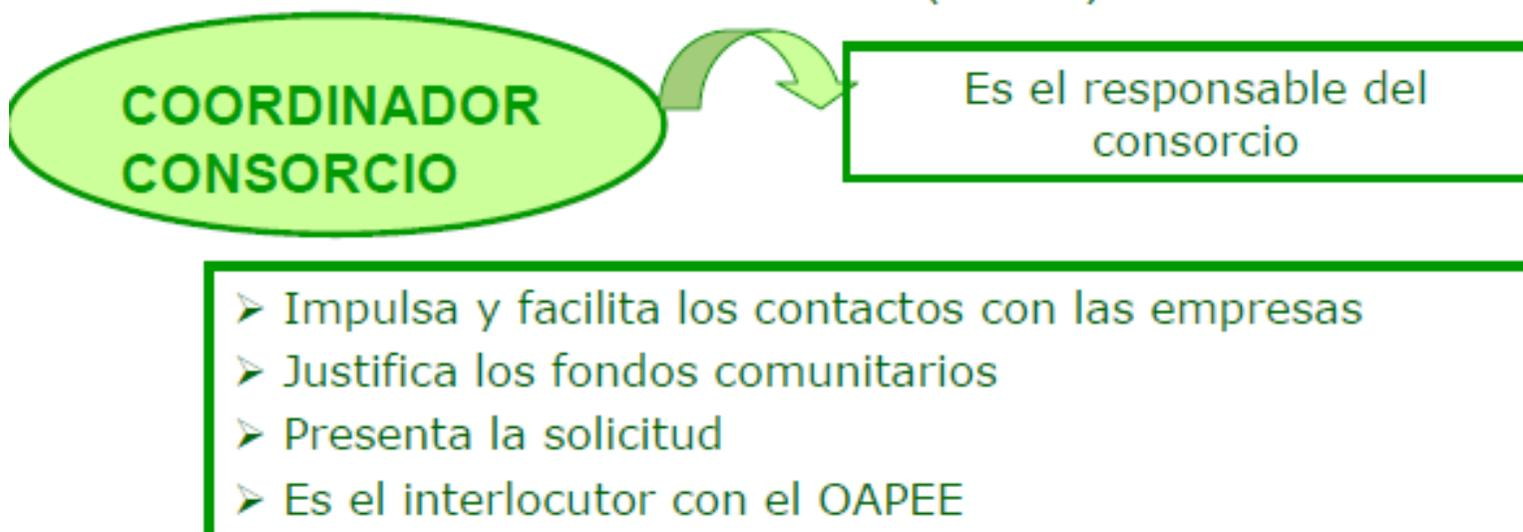 COORDINADOR
CONSORCIO
Es el responsable del
consorcio
➢ Impulsa y facilita los contactos con las empresas
➢ Justifica los fondos comunitarios
➢ Presenta la solicitud
➢ Es el interlocutor con el OAPEE